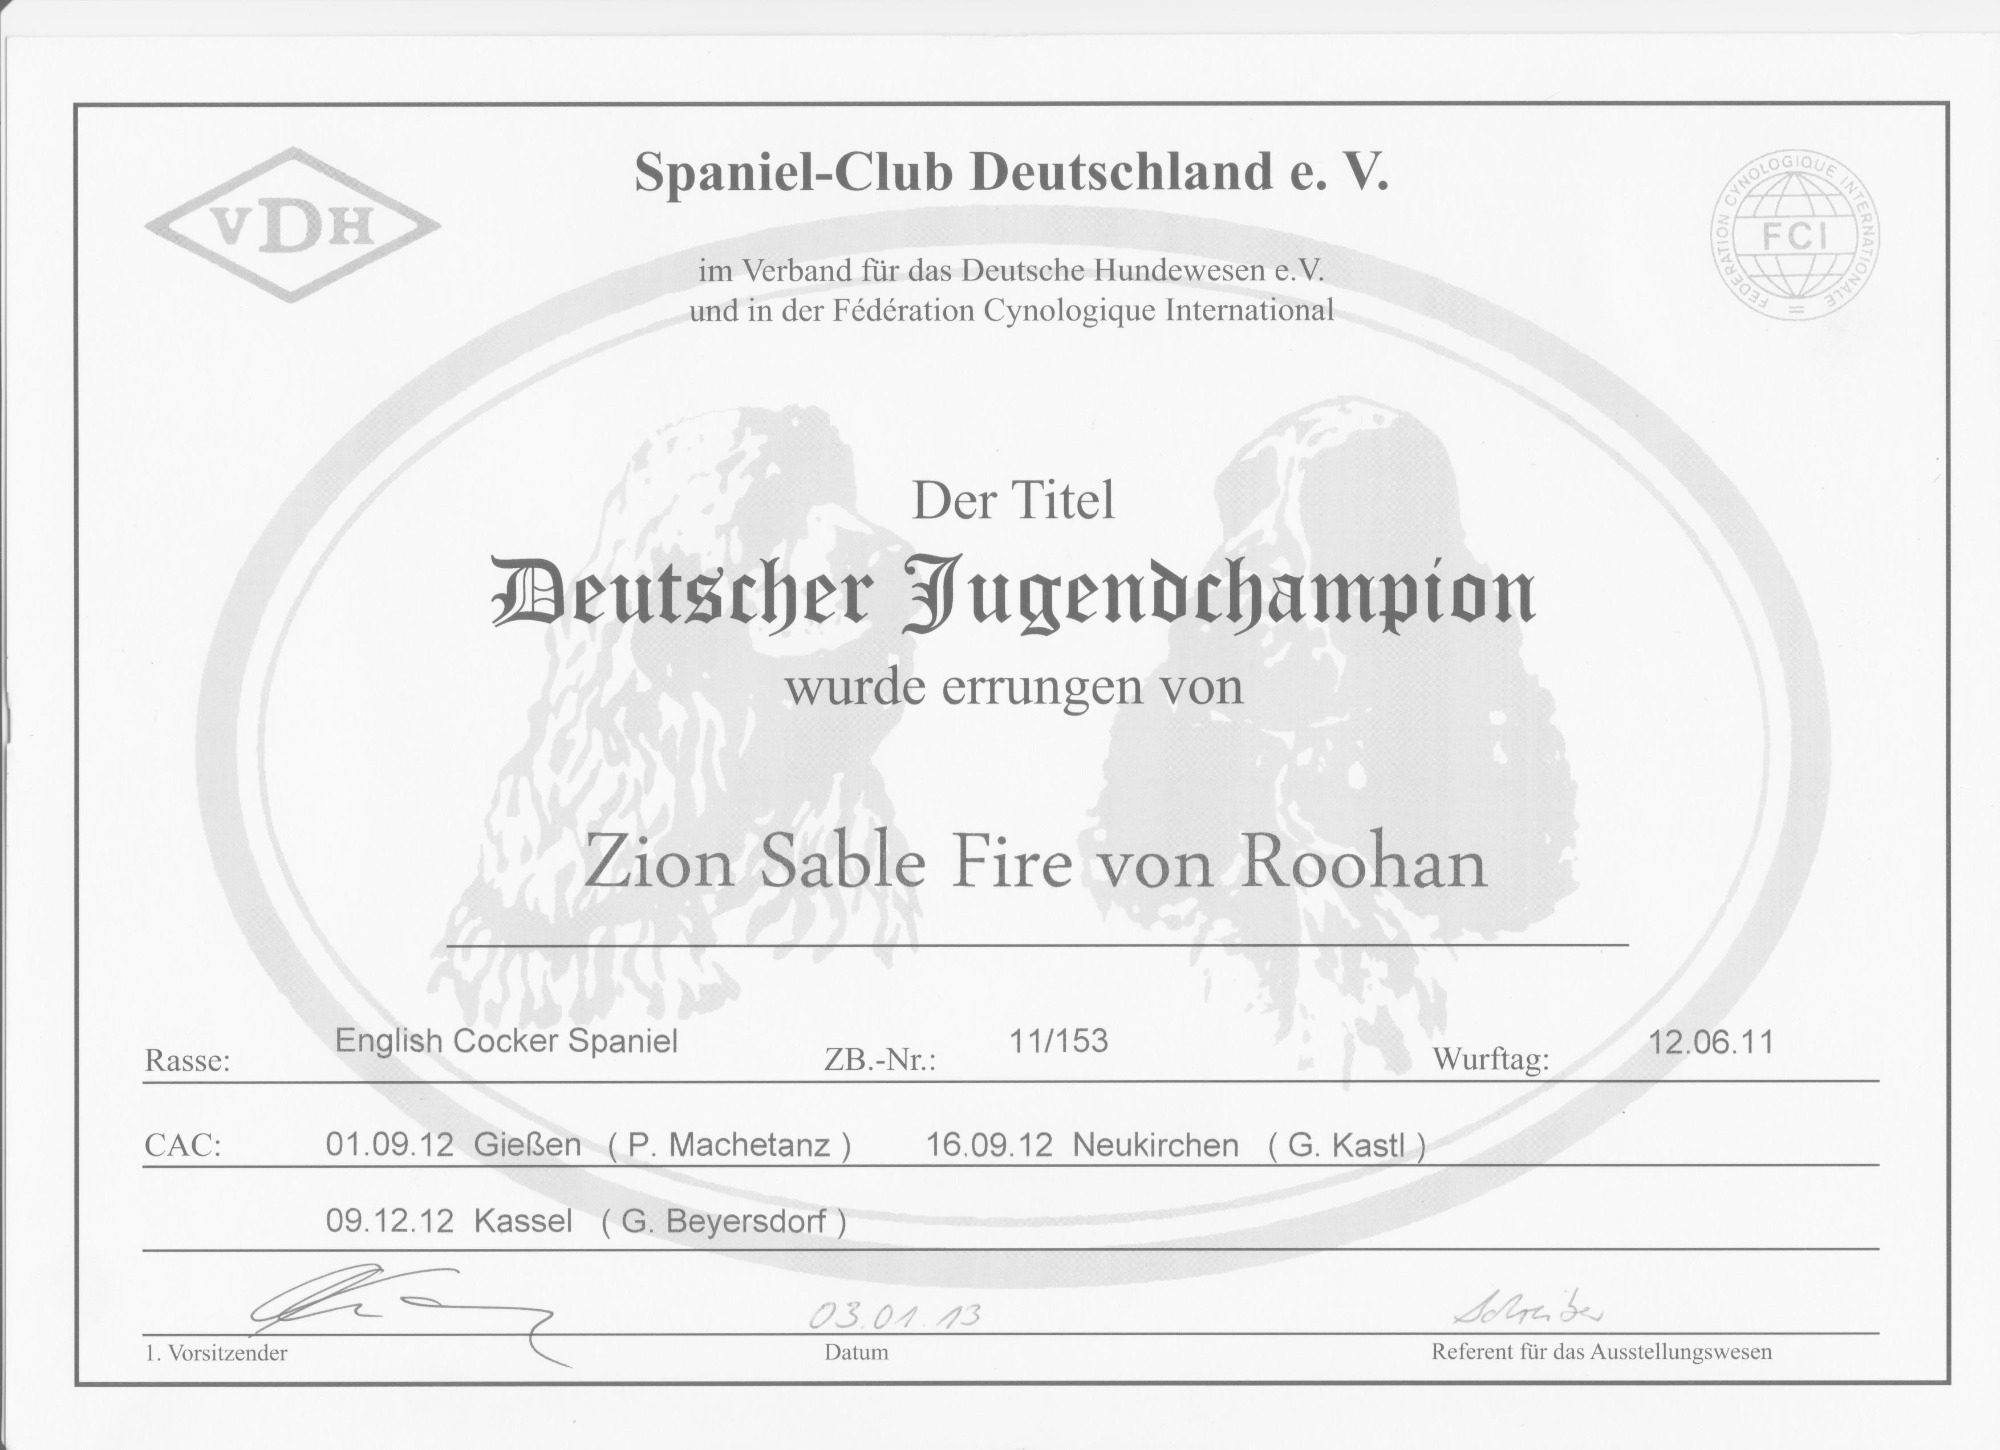 VDH
Spaniel-Club Deutschland e. V.
FEDERATION CYNOLOGIQUE INTERNATIONALE
FCI
im Verband für das Deutsche Hundewesen e.V.
und in der Fédération Cynologique International
Der Titel
Deutscher Jugendchampion
wurde errungen von
Zion Sable Fire von Roohan
Rasse: English Cocker Spaniel ZB.-Nr.: 11/153 Wurftag: 12.06.11
CAC: 01.09.12 Gießen ( P. Machetanz ) 16.09.12 Neukirchen ( G. Kastl )
09.12.12 Kassel ( G. Beyersdorf )
03.01.13 Schreiber
1. Vorsitzender Datum Referent für das Ausstellungswesen